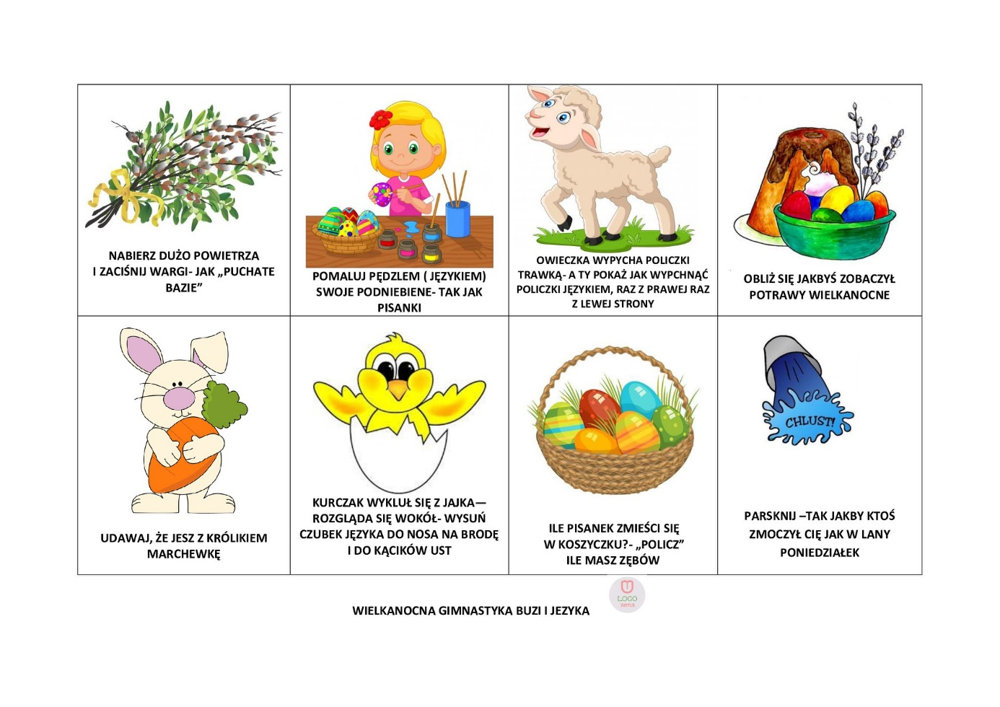 NABIERZ DUŻO POWIETRZA
I ZACIŚNIJ WARGI- JAK „PUCHATE
BAZIE”
POMALUJ PĘDZLEM ( JĘZYKIEM)
SWOJE PODNIEBIENE- TAK JAK
PISANKI
OWIECZKA WYPYCHA POLICZKI
TRAWKĄ- A TY POKAŻ JAK WYPCHNĄĆ
POLICZKI JĘZYKIEM, RAZ Z PRAWEJ RAZ
Z LEWEJ STRONY
OBLIŻ SIĘ JAKBYŚ ZOBACZYŁ
POTRAWY WIELKANOCNE
UDAWAJ, ŻE JESZ Z KRÓLIKIEM
MARCHEWKĘ
KURCZAK WYKLUŁ SIĘ Z JAJKA—
ROZGLĄDA SIĘ WOKÓŁ- WYSUŃ
CZUBEK JĘZYKA DO NOSA NA BRODĘ
I DO KĄCIKÓW UST
ILE PISANEK ZMIEŚCI SIĘ
W KOSZYCZKU?- „POLICZ”
ILE MASZ ZĘBÓW
CHLUST!
PARSKNIJ –TAK JAKBY KTOŚ
ZMOCZYŁ CIĘ JAK W LANY
PONIEDZIAŁEK
WIELKANOCNA GIMNASTYKA BUZI I JEZYKA
LOGO
sens